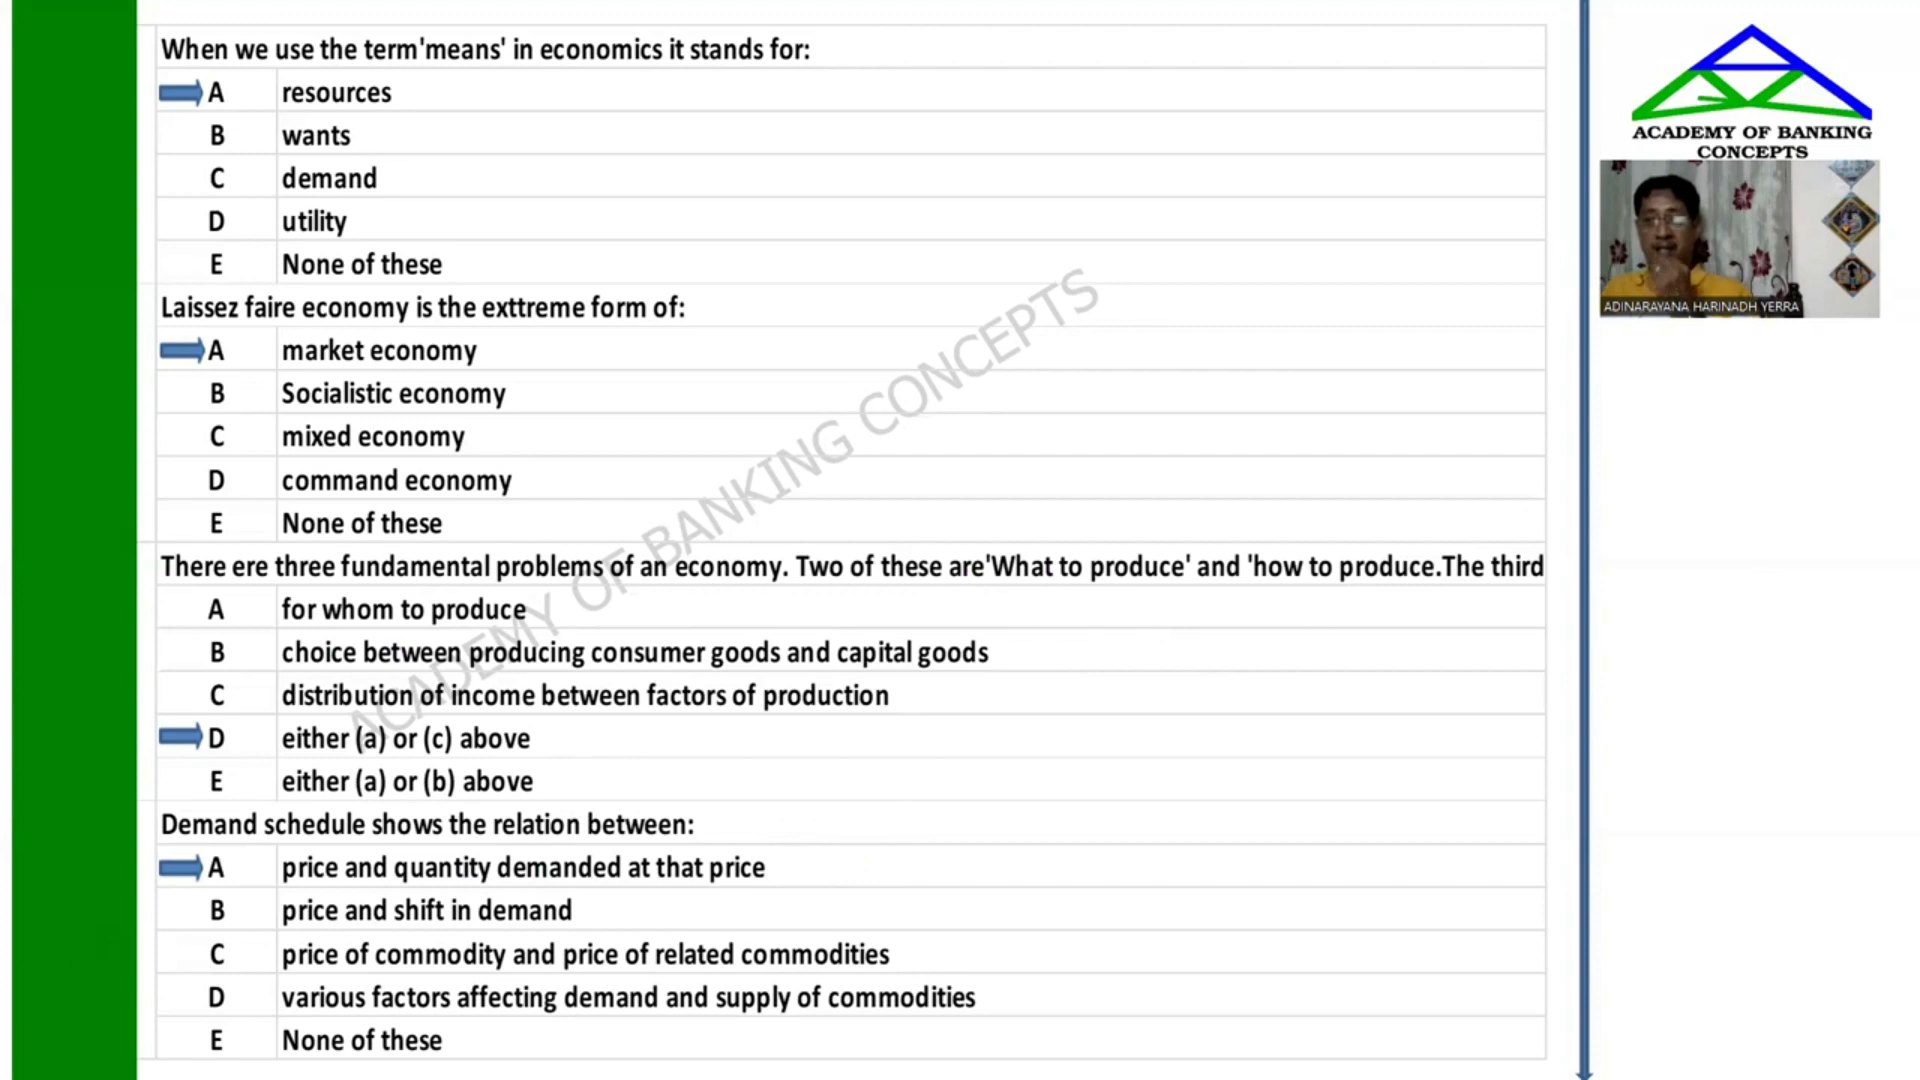 When we use the term'means' in economics it stands for:
A resources
B wants
C demand
D utility
E None of these
Laissez faire economy is the exttreme form of:
A market economy
B Socialistic economy
C mixed economy
D command economy
E None of these
There ere three fundamental problems of an economy. Two of these are'What to produce' and 'how to produce.The third
A for whom to produce
B choice between producing consumer goods and capital goods
C distribution of income between factors of production
D either (a) or (c) above
E either (a) or (b) above
Demand schedule shows the relation between:
A price and quantity demanded at that price
B price and shift in demand
C price of commodity and price of related commodities
D various factors affecting demand and supply of commodities
E None of these
ACADEMY OF BANKING CONCEPTS
ACADEMY OF BANKING
CONCEPTS
ADINARAYANA HARINADH YERRA